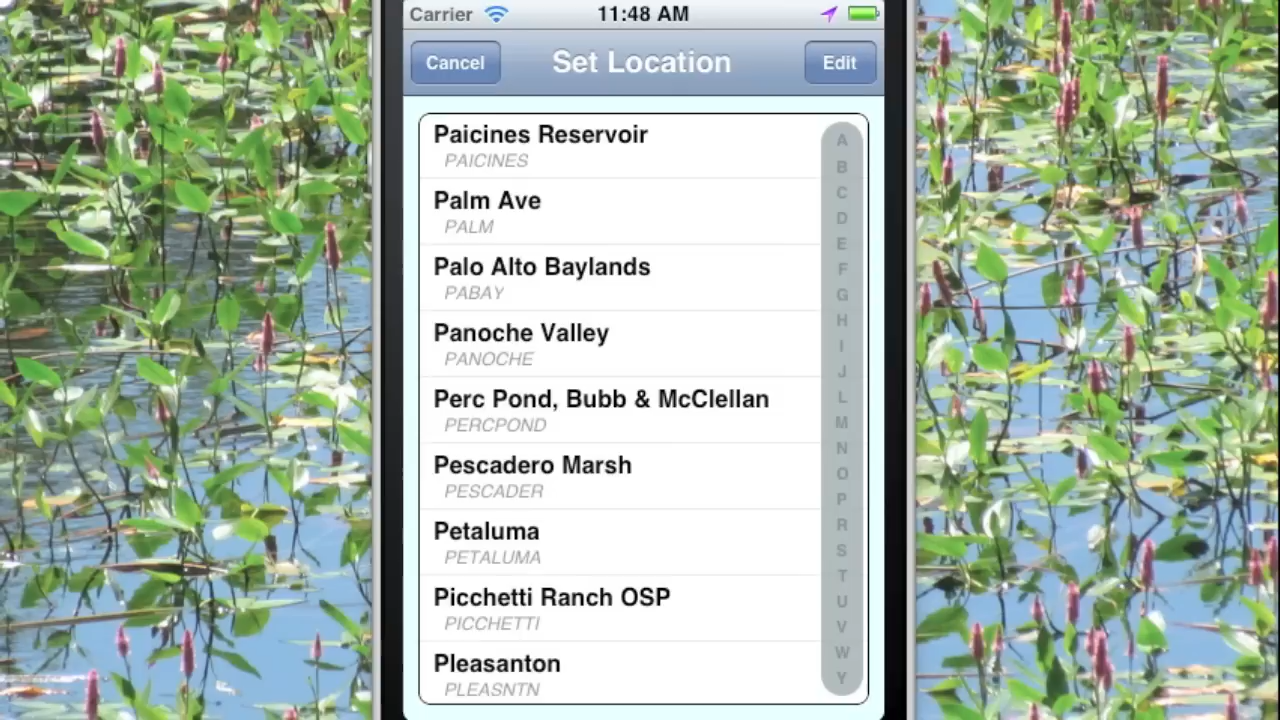 Carrier 11:48 AM
Cancel Set Location Edit
Paicines Reservoir
PAICINES
Palm Ave
PALM
Palo Alto Baylands
PABAY
Panoche Valley
PANOCHE
Perc Pond, Bubb & McClellan
PERCPOND
Pescadero Marsh
PESCADER
Petaluma
PETALUMA
Picchetti Ranch OSP
PICCHETTI
Pleasanton
PLEASNTN
A
B
C
D
E
F
G
H
I
J
L
M
N
O
P
R
S
T
U
V
W
Y